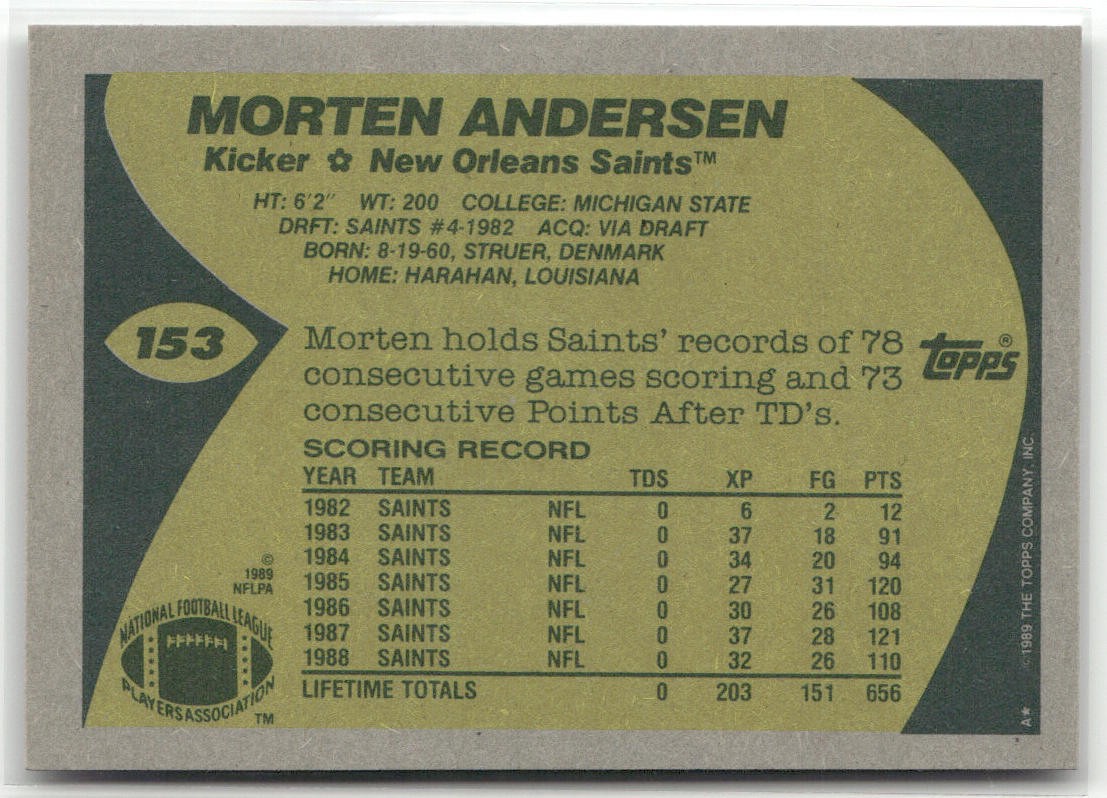 MORTEN ANDERSEN
Kicker ✿ New Orleans Saints™
HT: 6'2" WT: 200 COLLEGE: MICHIGAN STATE
DRFT: SAINTS #4-1982 ACQ: VIA DRAFT
BORN: 8-19-60, STRUER, DENMARK
HOME: HARAHAN, LOUISIANA
153
Morten holds Saints' records of 78
consecutive games scoring and 73
consecutive Points After TD's.
TOPPS®
SCORING RECORD
YEAR TEAM TDS XP FG PTS
1982 SAINTS NFL 0 6 2 12
1983 SAINTS NFL 0 37 18 91
1984 SAINTS NFL 0 34 20 94
1985 SAINTS NFL 0 27 31 120
1986 SAINTS NFL 0 30 26 108
1987 SAINTS NFL 0 37 28 121
1988 SAINTS NFL 0 32 26 110
LIFETIME TOTALS 0 203 151 656
©
1989
NFLPA
NATIONAL FOOTBALL LEAGUE
PLAYERS ASSOCIATION
TM
©1989 THE TOPPS COMPANY, INC.
A★